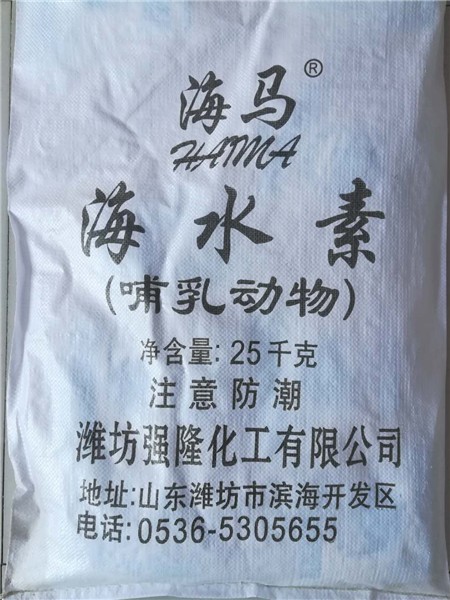 海马®
HAIMA
海水素
(哺乳动物)
净含量: 25千克
注意防潮
潍坊强隆化工有限公司
地址:山东潍坊市滨海开发区
电话: 0536-5305655